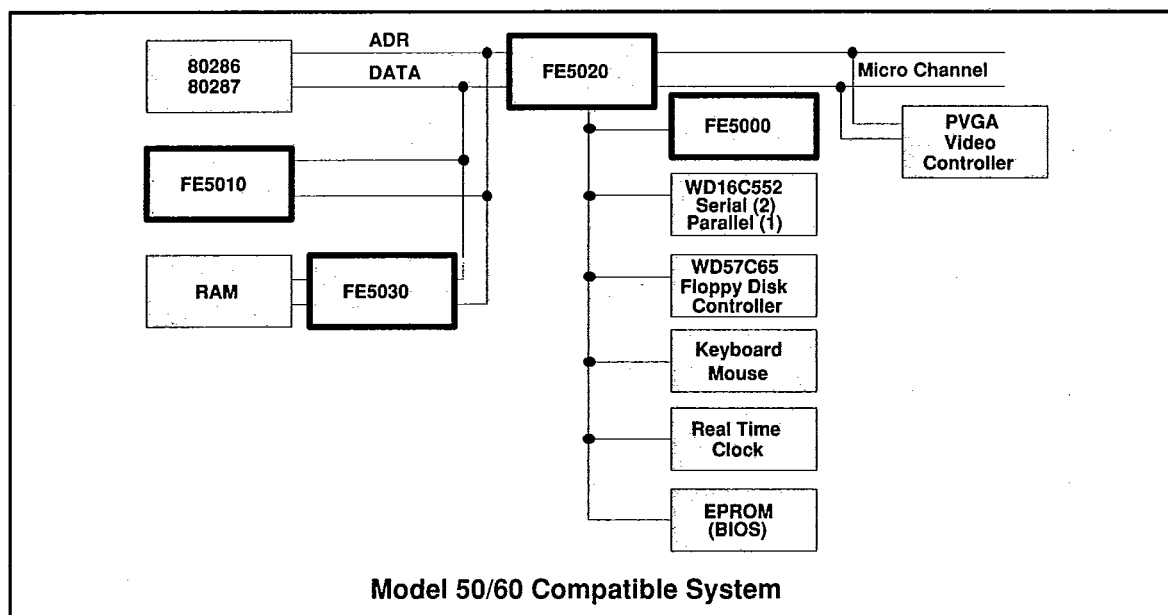 80286
80287
ADR
DATA
FE5020
Micro Channel
FE5000
PVGA
Video
Controller
FE5010
WD16C552
Serial (2)
Parallel (1)
RAM
FE5030
WD57C65
Floppy Disk
Controller
Keyboard
Mouse
Real Time
Clock
EPROM
(BIOS)
Model 50/60 Compatible System